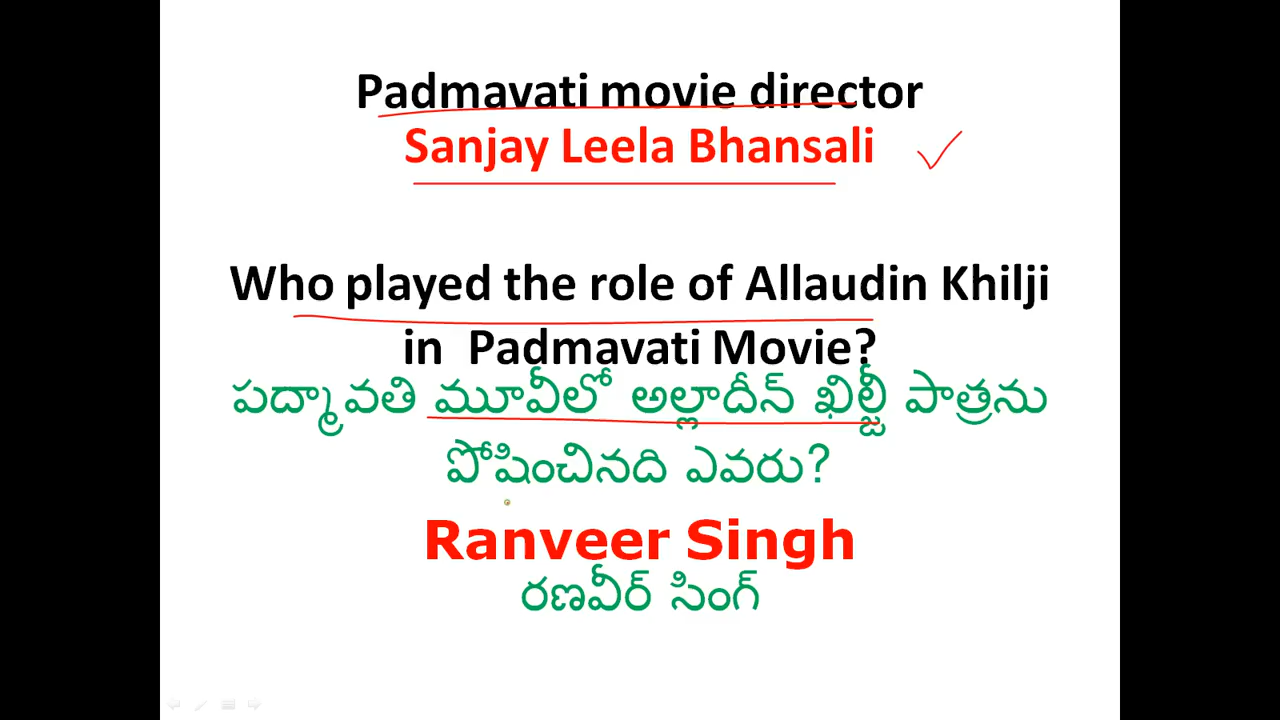 Padmavati movie director
Sanjay Leela Bhansali
Who played the role of Allaudin Khilji
in Padmavati Movie?
పద్మావతి మూవీలో అల్లాదీన్ ఖిల్జీ పాత్రను
పోషించినది ఎవరు?
Ranveer Singh
రణవీర్ సింగ్